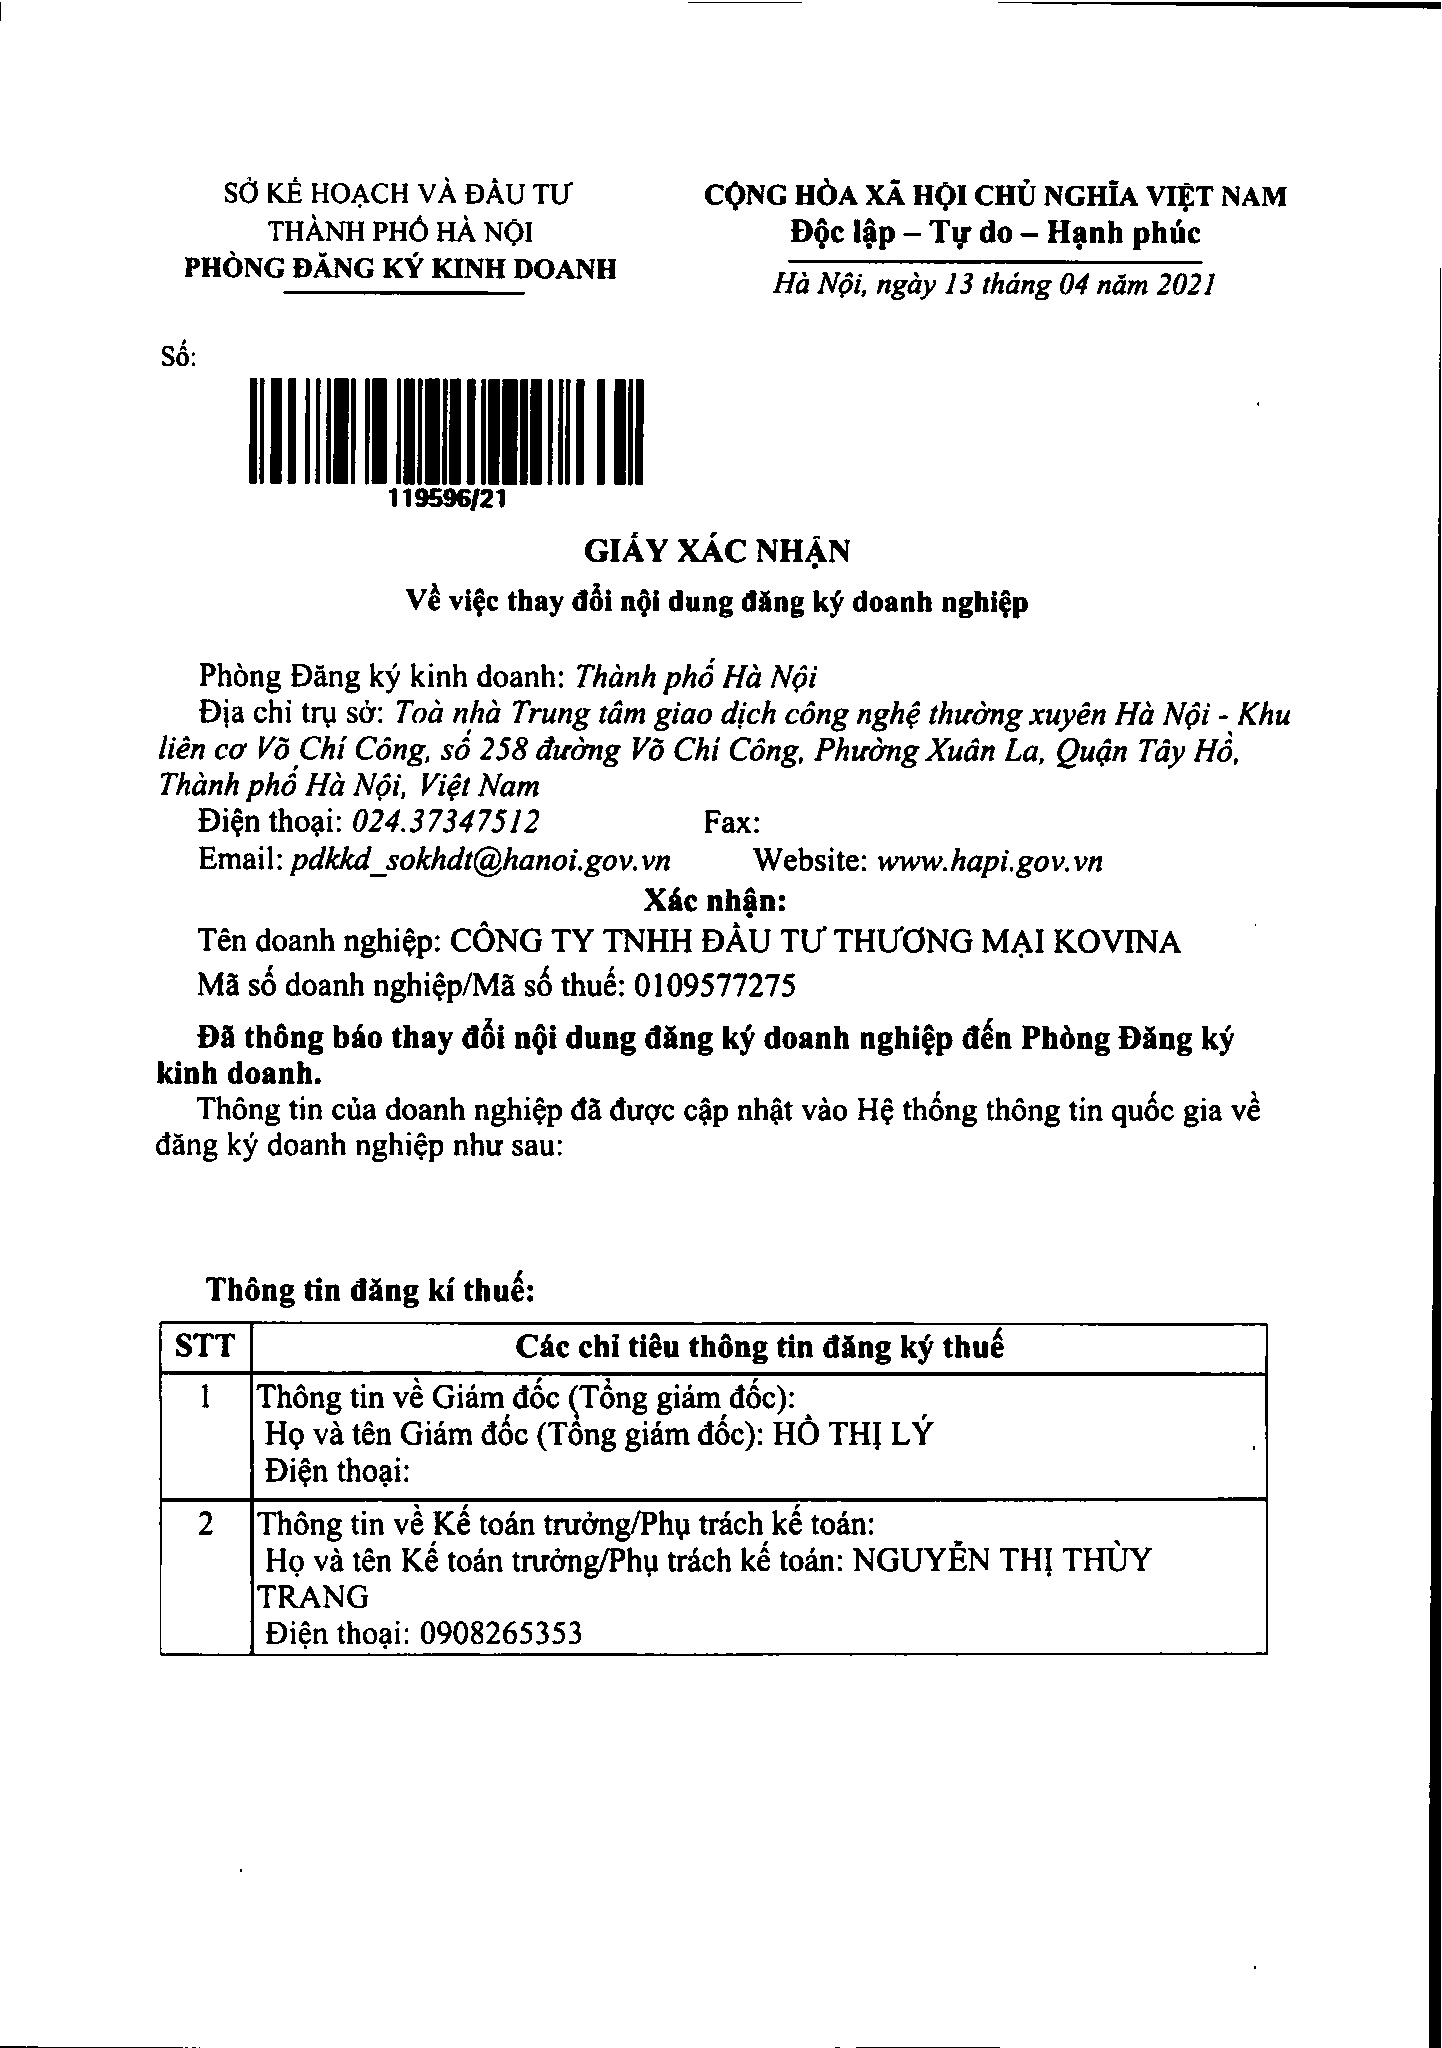 SỞ KẾ HOẠCH VÀ ĐẦU TƯ
THÀNH PHỐ HÀ NỘI
PHÒNG ĐĂNG KÝ KINH DOANH
CỘNG HÒA XÃ HỘI CHỦ NGHĨA VIỆT NAM
Độc lập – Tự do – Hạnh phúc
Hà Nội, ngày 13 tháng 04 năm 2021
Số:
119596/21
GIẤY XÁC NHẬN
Về việc thay đổi nội dung đăng ký doanh nghiệp
Phòng Đăng ký kinh doanh: Thành phố Hà Nội
Địa chỉ trụ sở: Toà nhà Trung tâm giao dịch công nghệ thường xuyên Hà Nội - Khu
liên cơ Võ Chí Công, số 258 đường Võ Chí Công, Phường Xuân La, Quận Tây Hồ,
Thành phố Hà Nội, Việt Nam
Điện thoại: 024.37347512 Fax:
Email: pdkkd_sokhdt@hanoi.gov.vn Website: www.hapi.gov.vn
Xác nhận:
Tên doanh nghiệp: CÔNG TY TNHH ĐẦU TƯ THƯƠNG MẠI KOVINA
Mã số doanh nghiệp/Mã số thuế: 0109577275
Đã thông báo thay đổi nội dung đăng ký doanh nghiệp đến Phòng Đăng ký
kinh doanh.
Thông tin của doanh nghiệp đã được cập nhật vào Hệ thống thông tin quốc gia về
đăng ký doanh nghiệp như sau:
Thông tin đăng kí thuế:
STT Các chỉ tiêu thông tin đăng ký thuế
1 Thông tin về Giám đốc (Tổng giám đốc):
Họ và tên Giám đốc (Tổng giám đốc): HỒ THỊ LÝ
Điện thoại:
2 Thông tin về Kế toán trưởng/Phụ trách kế toán:
Họ và tên Kế toán trưởng/Phụ trách kế toán: NGUYỄN THỊ THÙY
TRANG
Điện thoại: 0908265353